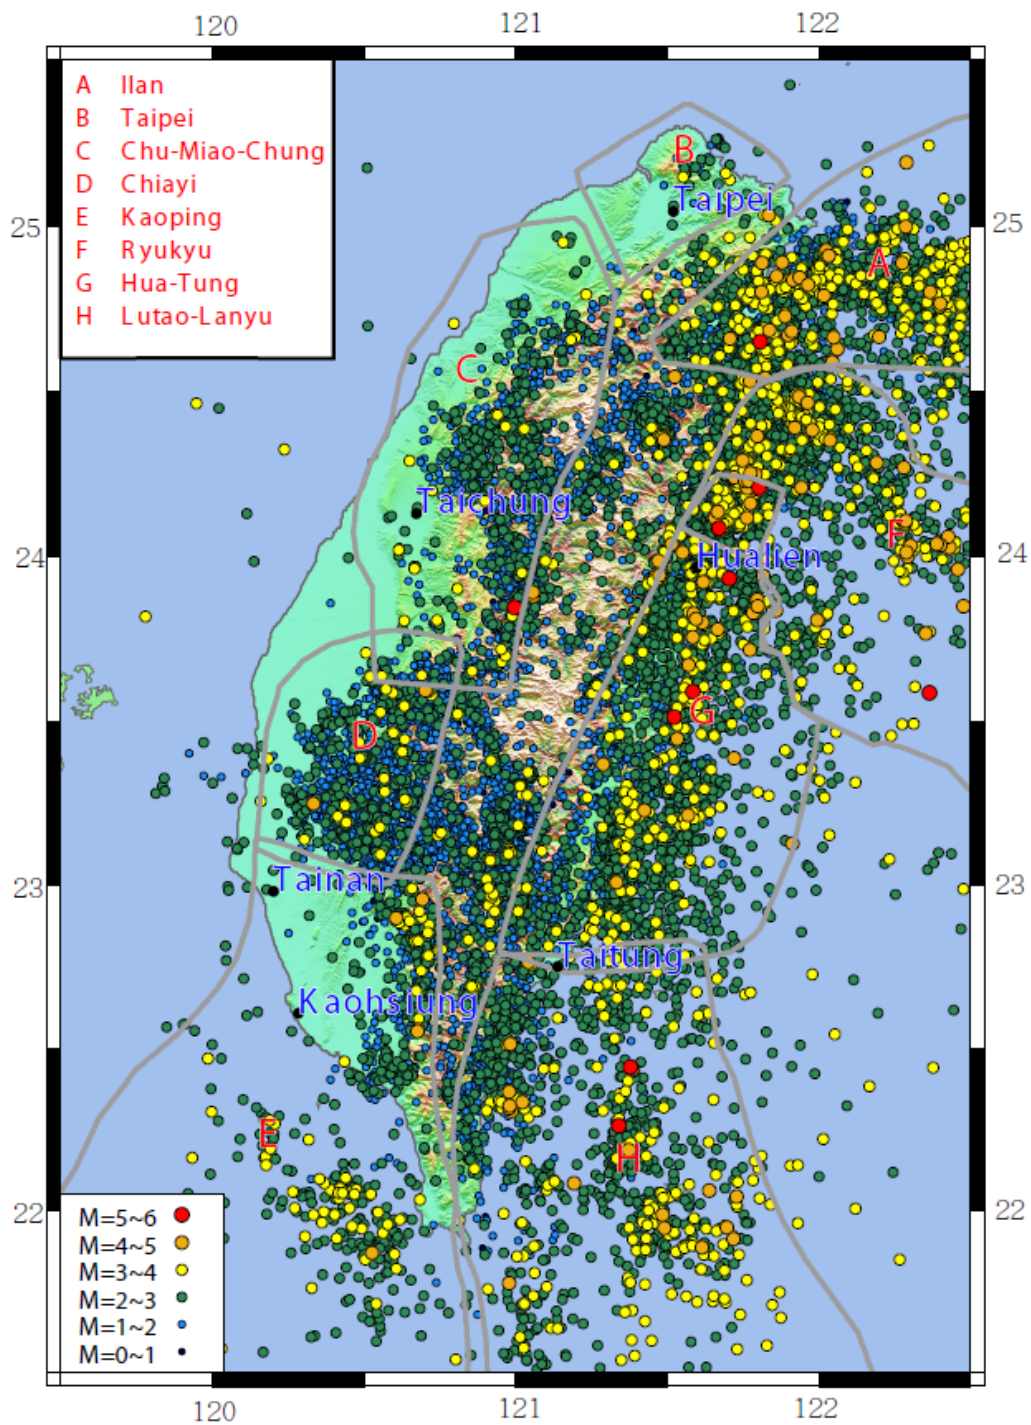 120 121 122
A Ilan
B Taipei
C Chu-Miao-Chung
D Chiayi
E Kaoping
F Ryukyu
G Hua-Tung
H Lutao-Lanyu
B
Taipei
25 25
A
C
Taichung
F
24 24
Hualien
G
D
Tainan
23 23
Taitung
Kaohsiung
E
H
22 22
M=5~6
M=4~5
M=3~4
M=2~3
M=1~2
M=0~1
120 121 122